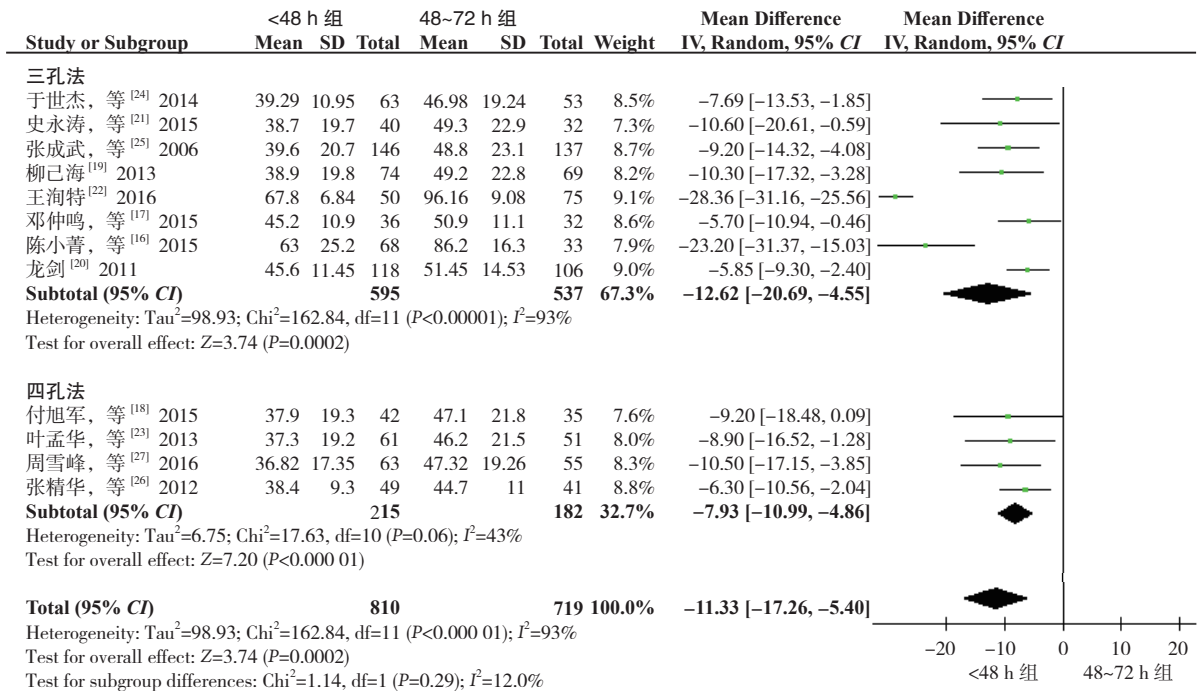 <48 h 组 48~72 h 组 Mean Difference Mean Difference
Study or Subgroup Mean SD Total Mean SD Total Weight IV, Random, 95% CI IV, Random, 95% CI
三孔法
于世杰，等 [24] 2014 39.29 10.95 63 46.98 19.24 53 8.5% −7.69 [−13.53, −1.85]
史永涛，等 [21] 2015 38.7 19.7 40 49.3 22.9 32 7.3% −10.60 [−20.61, −0.59]
张成武，等 [25] 2006 39.6 20.7 146 48.8 23.1 137 8.7% −9.20 [−14.32, −4.08]
柳己海 [19] 2013 38.9 19.8 74 49.2 22.8 69 8.2% −10.30 [−17.32, −3.28]
王洵特 [22] 2016 67.8 6.84 50 96.16 9.08 75 9.1% −28.36 [−31.16, −25.56]
邓仲鸣，等 [17] 2015 45.2 10.9 36 50.9 11.1 32 8.6% −5.70 [−10.94, −0.46]
陈小菁，等 [16] 2015 63 25.2 68 86.2 16.3 33 7.9% −23.20 [−31.37, −15.03]
龙剑 [20] 2011 45.6 11.45 118 51.45 14.53 106 9.0% −5.85 [−9.30, −2.40]
Subtotal (95% CI) 595 537 67.3% −12.62 [−20.69, −4.55]
Heterogeneity: Tau²=98.93; Chi²=162.84, df=11 (P<0.00001); I²=93%
Test for overall effect: Z=3.74 (P=0.0002)
四孔法
付旭军，等 [18] 2015 37.9 19.3 42 47.1 21.8 35 7.6% −9.20 [−18.48, 0.09]
叶孟华，等 [23] 2013 37.3 19.2 61 46.2 21.5 51 8.0% −8.90 [−16.52, −1.28]
周雪峰，等 [27] 2016 36.82 17.35 63 47.32 19.26 55 8.3% −10.50 [−17.15, −3.85]
张精华，等 [26] 2012 38.4 9.3 49 44.7 11 41 8.8% −6.30 [−10.56, −2.04]
Subtotal (95% CI) 215 182 32.7% −7.93 [−10.99, −4.86]
Heterogeneity: Tau²=6.75; Chi²=17.63, df=10 (P=0.06); I²=43%
Test for overall effect: Z=7.20 (P<0.000 01)
Total (95% CI) 810 719 100.0% −11.33 [−17.26, −5.40]
Heterogeneity: Tau²=98.93; Chi²=162.84, df=11 (P<0.000 01); I²=93%
Test for overall effect: Z=3.74 (P=0.0002)
Test for subgroup differences: Chi²=1.14, df=1 (P=0.29); I²=12.0%
−20 −10 0 10 20
<48 h 组 48~72 h 组